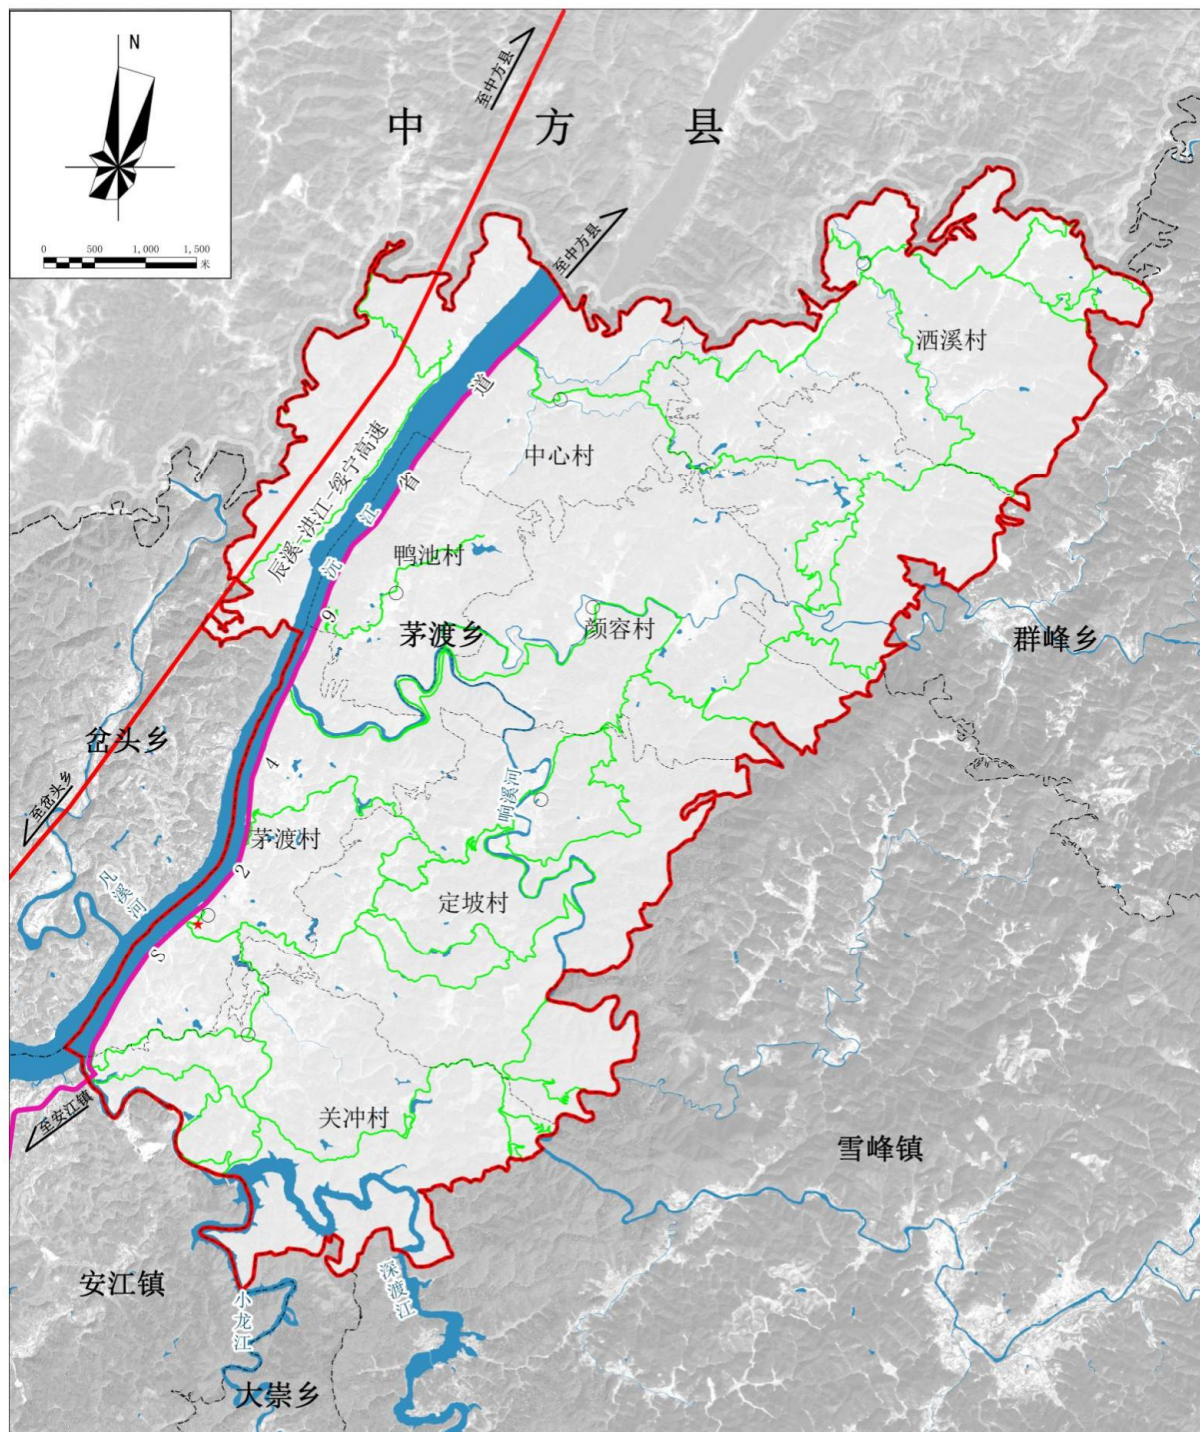 N
0 500 1,000 1,500
米
至中方县
中方县
至中方县
洒溪村
道
中心村
省
辰溪-洪江-绥宁高速
江
鸭池村
沅
9
颜容村
茅渡乡
群峰乡
岔头乡
4
至岔头乡
响溪河
茅渡村
2
凡溪河
定坡村
S
至安江镇
关冲村
雪峰镇
安江镇
深渡江
小龙江
大崇乡